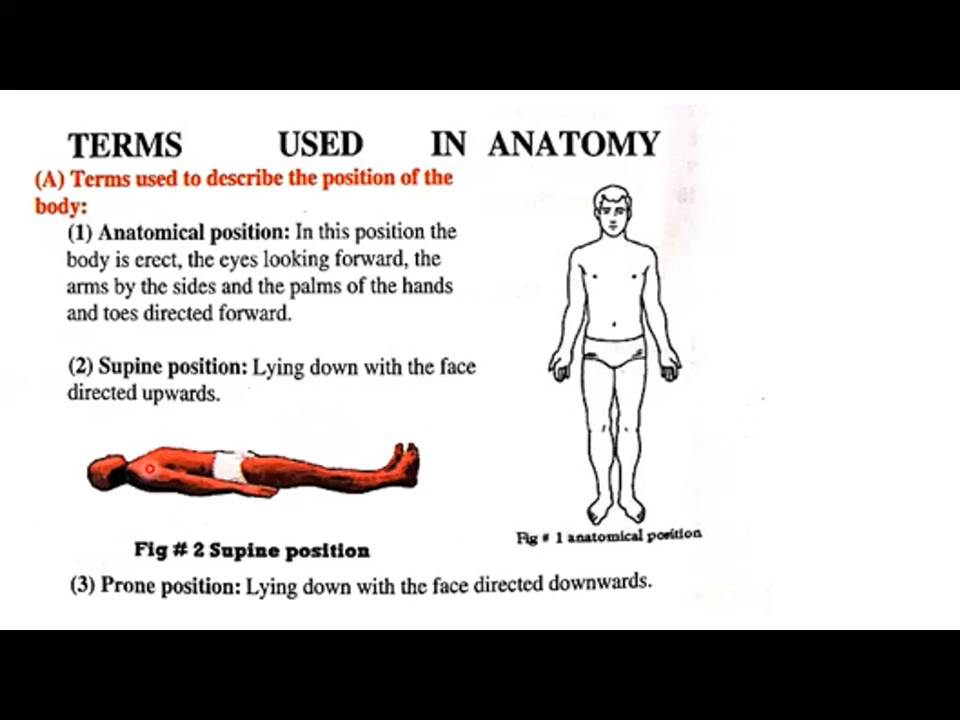 TERMS USED IN ANATOMY
(A) Terms used to describe the position of the
body:
(1) Anatomical position: In this position the
body is erect, the eyes looking forward, the
arms by the sides and the palms of the hands
and toes directed forward.
(2) Supine position: Lying down with the face
directed upwards.
Fig # 1 anatomical position
Fig # 2 Supine position
(3) Prone position: Lying down with the face directed downwards.